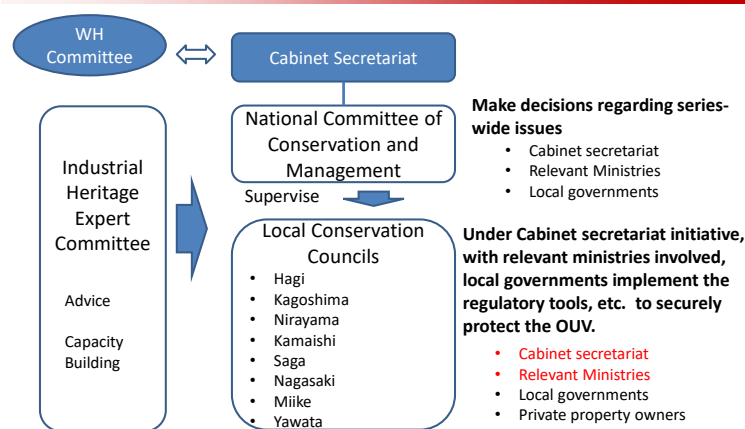 WH
Committee
Cabinet Secretariat
National Committee of
Conservation and
Management
Make decisions regarding series-
wide issues
• Cabinet secretariat
• Relevant Ministries
• Local governments
Industrial
Heritage
Expert
Committee
Advice
Capacity
Building
Supervise
Local Conservation
Councils
• Hagi
• Kagoshima
• Nirayama
• Kamaishi
• Saga
• Nagasaki
• Miike
• Yawata
Under Cabinet secretariat initiative,
with relevant ministries involved,
local governments implement the
regulatory tools, etc. to securely
protect the OUV.
• Cabinet secretariat
• Relevant Ministries
• Local governments
• Private property owners